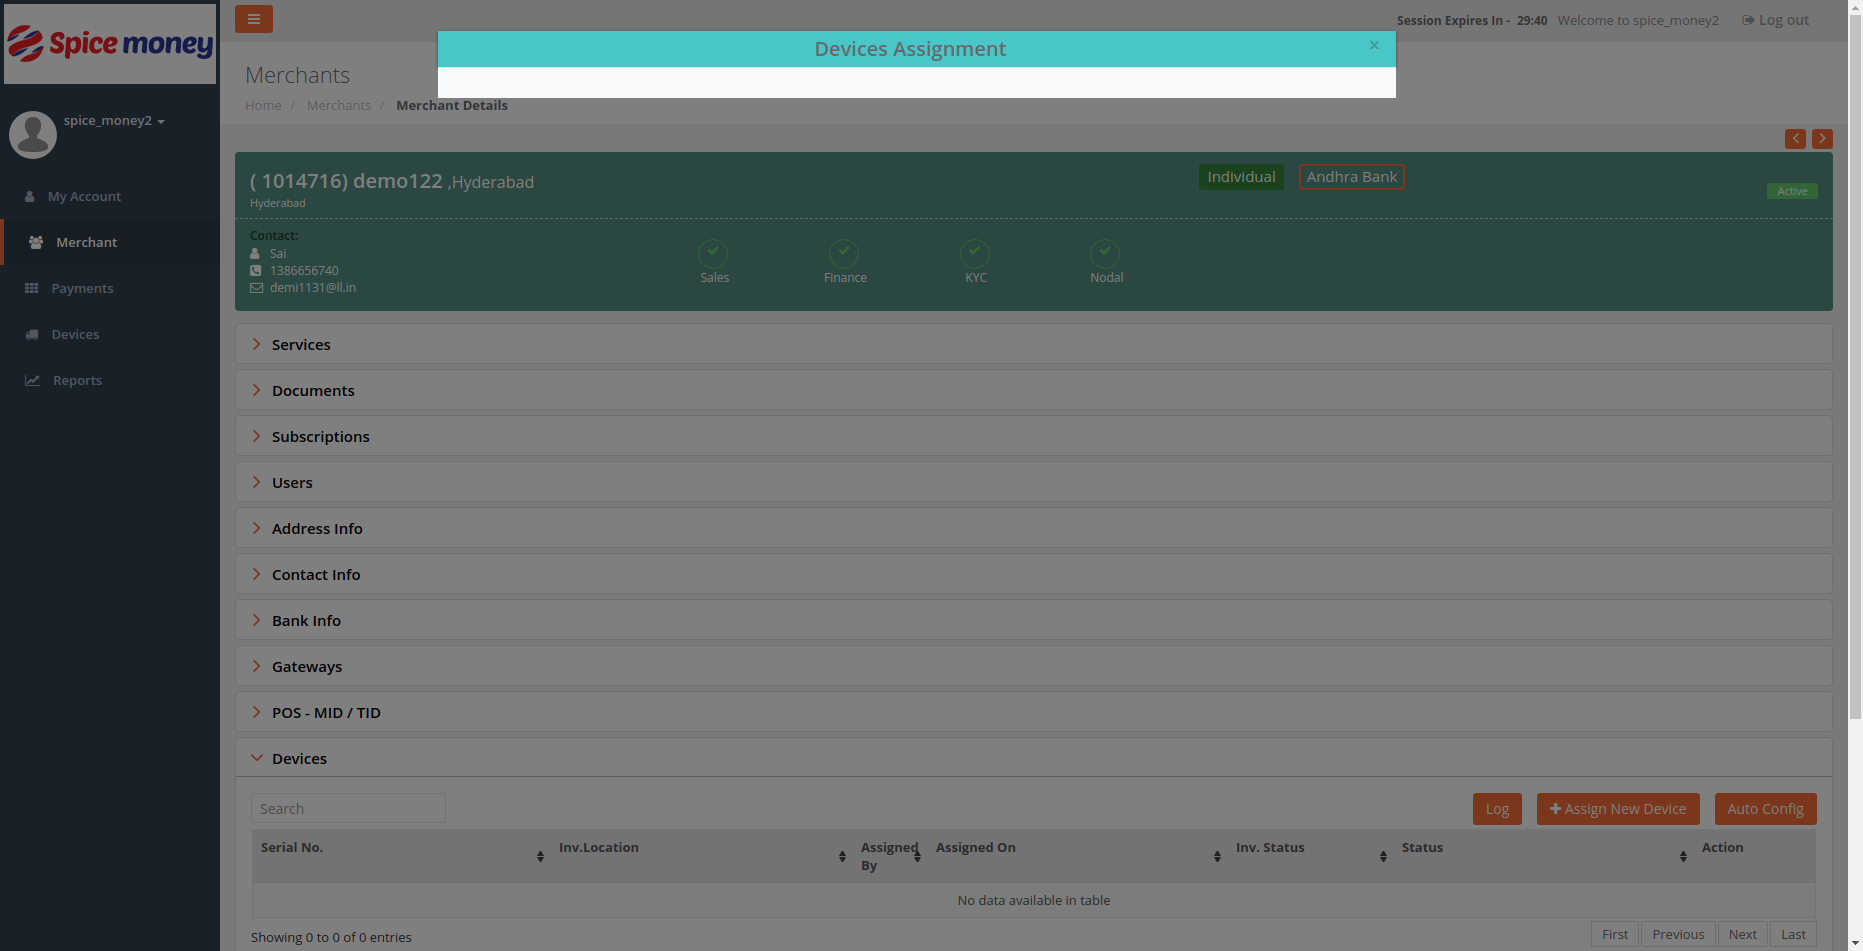 Spice money
Session Expires In - 29:40 Welcome to spice_money2 Log out
Devices Assignment ×
Merchants
Home / Merchants / Merchant Details
spice_money2
My Account
Merchant
Payments
Devices
Reports
( 1014716) demo122 ,Hyderabad
Hyderabad
Individual Andhra Bank
Active
Contact:
Sai
1386656740
demi1131@ll.in
Sales Finance KYC Nodal
Services
Documents
Subscriptions
Users
Address Info
Contact Info
Bank Info
Gateways
POS - MID / TID
Devices
Search Log Assign New Device Auto Config
Serial No. Inv.Location Assigned By Assigned On Inv. Status Status Action
No data available in table
Showing 0 to 0 of 0 entries First Previous Next Last